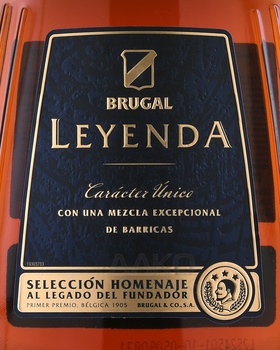 BRUGAL
LEYENDA
Carácter Único
CON UNA MEZCLA EXCEPCIONAL
DE BARRICAS
SELECCIÓN HOMENAJE
AL LEGADO DEL FUNDADOR
PRIMER PREMIO, BÉLGICA 1905 BRUGAL & CO., S.A.